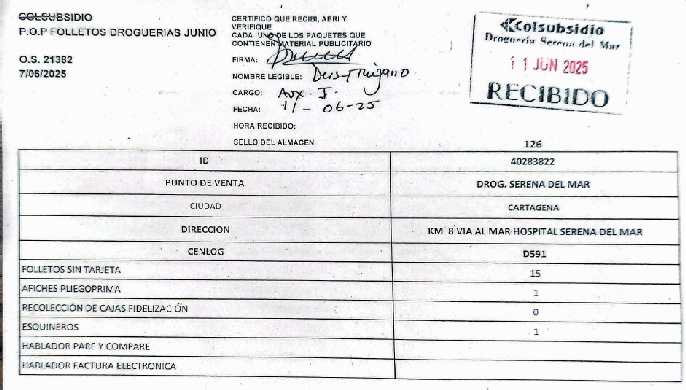 COLSUBSIDIO
P.O.P FOLLETOS DROGUERIAS JUNIO
O.S. 21382
7/06/2025
CERTIFICO QUE RECIBI, ABRI Y
VERIFIQUE
CADA UNO DE LOS PAQUETES QUE
CONTIENEN MATERIAL PUBLICITARIO
FIRMA:
NOMBRE LEGIBLE:
CARGO: Aux. J.
FECHA: 11-06-25
HORA RECIBIDO:
SELLO DEL ALMACEN
Colsubsidio
Droguería Serena del Mar
11 JUN 2025
RECIBIDO
126
ID 40283822
PUNTO DE VENTA DROG. SERENA DEL MAR
CIUDAD CARTAGENA
DIRECCION KM 8 VIA AL MAR HOSPITAL SERENA DEL MAR
CENLOG D591
FOLLETOS SIN TARJETA 15
AFICHES PLIEGOPRIMA 1
RECOLECCIÓN DE CAJAS FIDELIZACIÓN 0
ESQUINEROS 1
HABLADOR PARE Y COMPARE
HABLADOR FACTURA ELECTRONICA